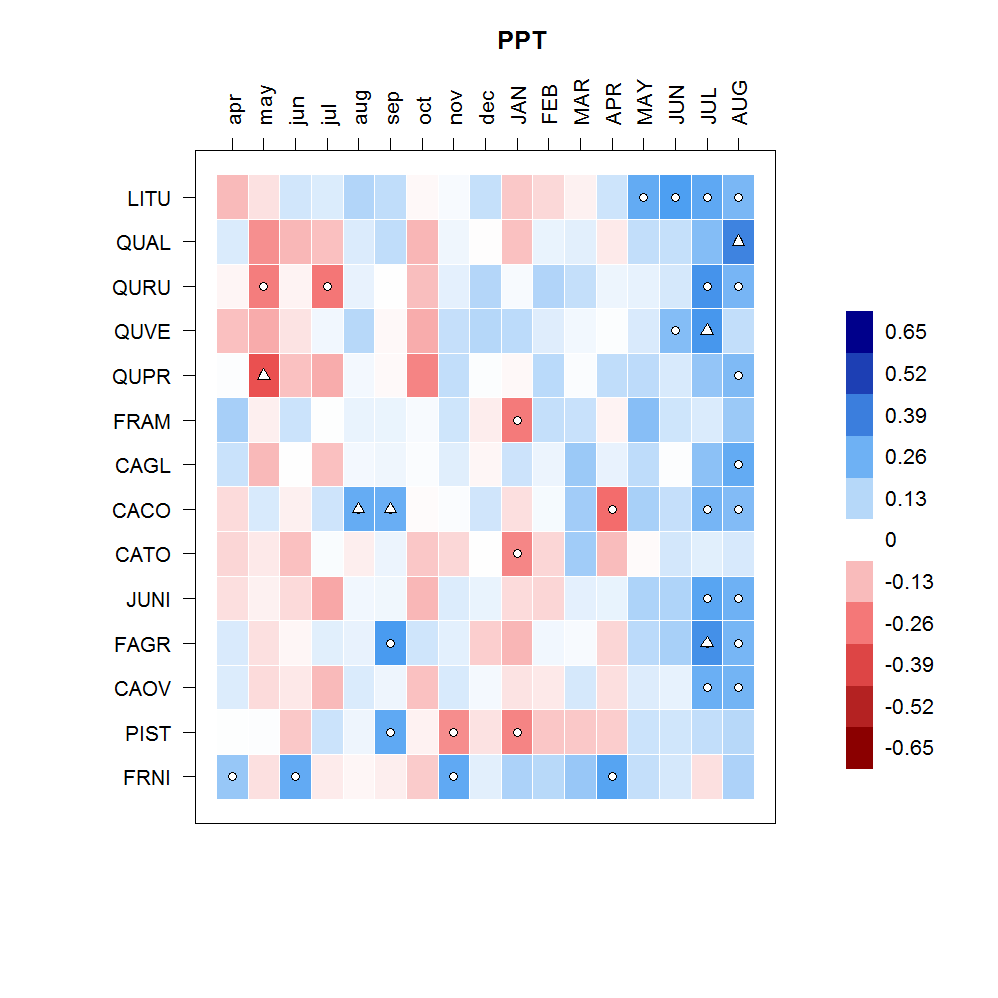 PPT
apr may jun jul aug sep oct nov dec JAN FEB MAR APR MAY JUN JUL AUG
LITU
QUAL
QURU
QUVE
QUPR
FRAM
CAGL
CACO
CATO
JUNI
FAGR
CAOV
PIST
FRNI
0.65
0.52
0.39
0.26
0.13
0
-0.13
-0.26
-0.39
-0.52
-0.65